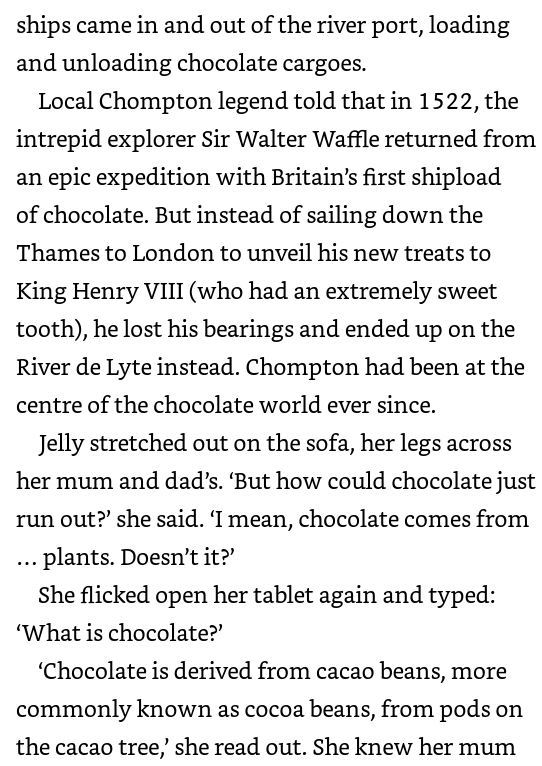 ships came in and out of the river port, loading
and unloading chocolate cargoes.
Local Chompton legend told that in 1522, the
intrepid explorer Sir Walter Waffle returned from
an epic expedition with Britain’s first shipload
of chocolate. But instead of sailing down the
Thames to London to unveil his new treats to
King Henry VIII (who had an extremely sweet
tooth), he lost his bearings and ended up on the
River de Lyte instead. Chompton had been at the
centre of the chocolate world ever since.
Jelly stretched out on the sofa, her legs across
her mum and dad’s. ‘But how could chocolate just
run out?’ she said. ‘I mean, chocolate comes from
… plants. Doesn’t it?’
She flicked open her tablet again and typed:
‘What is chocolate?’
‘Chocolate is derived from cacao beans, more
commonly known as cocoa beans, from pods on
the cacao tree,’ she read out. She knew her mum